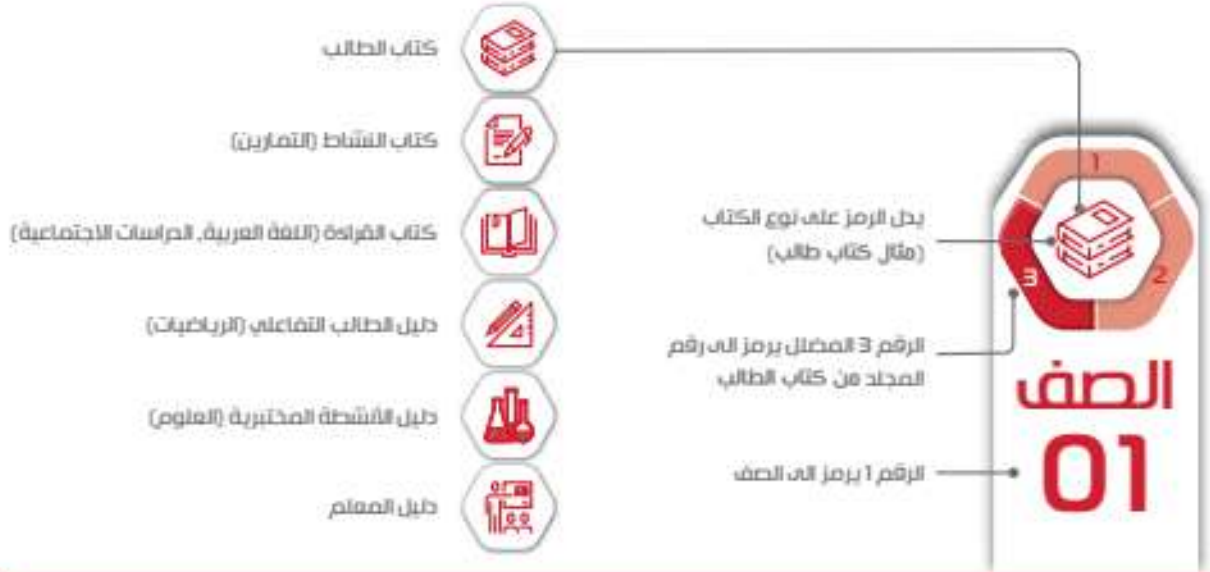 كتاب الطالب
كتاب النشاط (التمارين)
كتاب القراءة (اللغة العربية, الدراسات الاجتماعية)
دليل الطالب التفاعلي (الرياضيات)
دليل الأنشطة المختبرية (العلوم)
دليل المعلم
1
2
3
يدل الرمز على نوع الكتاب
(مثال كتاب طالب)
الرقم 3 المضلل يرمز الى رقم
المجلد من كتاب الطالب
الصف
01
الرقم 1 يرمز الى الصف